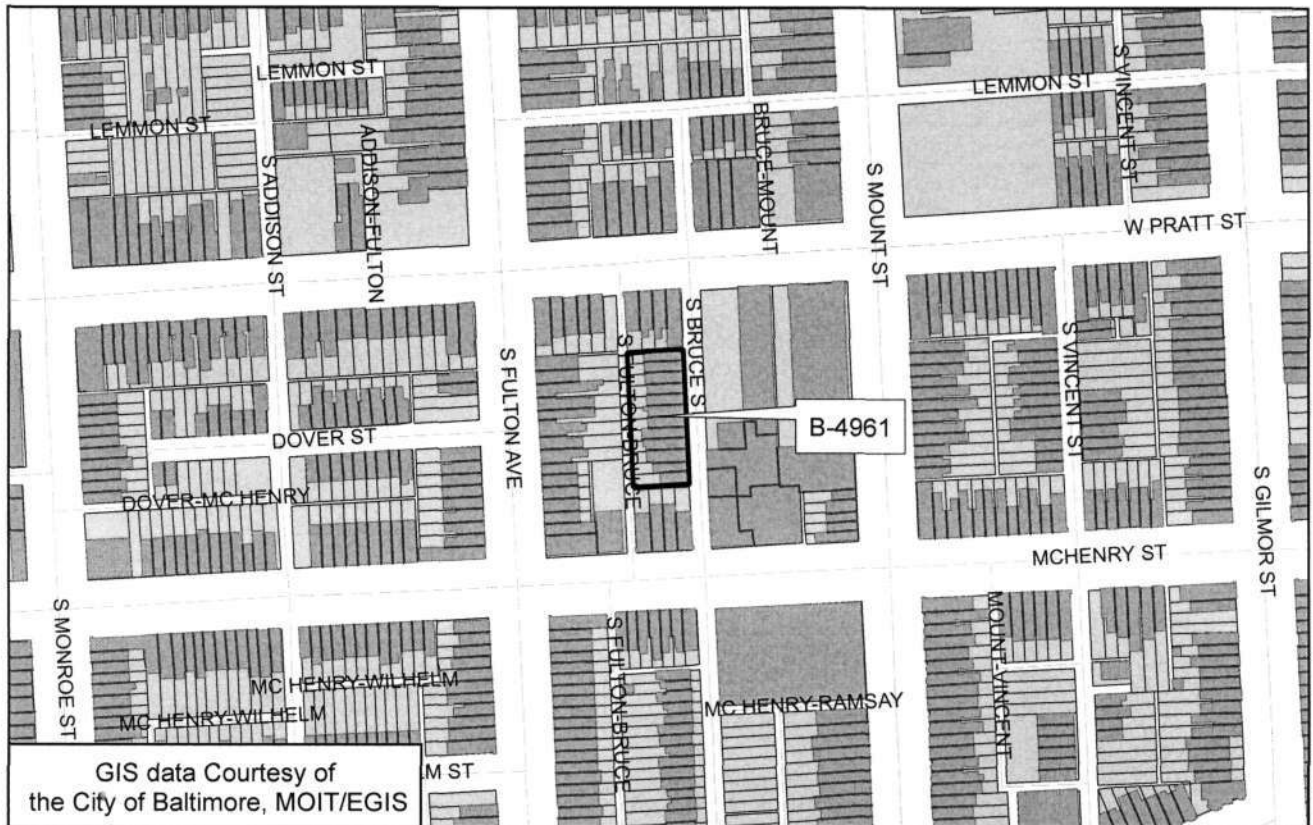 LEMMON ST
LEMMON ST
LEMMON ST
S VINCENT ST
BRUCE-MOUNT
ADDISON-FULTON
S ADDISON ST
S MOUNT ST
W PRATT ST
S BRUCE S
S FULTON-BRUCE
S FULTON AVE
S VINCENT ST
B-4961
DOVER ST
DOVER-MC HENRY
S GILMOR ST
MCHENRY ST
S MONROE ST
S FULTON-BRUCE
MOUNT-VINCENT
MC HENRY-WILHELM
MC HENRY-WILHELM
MC HENRY-RAMSAY
LM ST
GIS data Courtesy of
the City of Baltimore, MOIT/EGIS